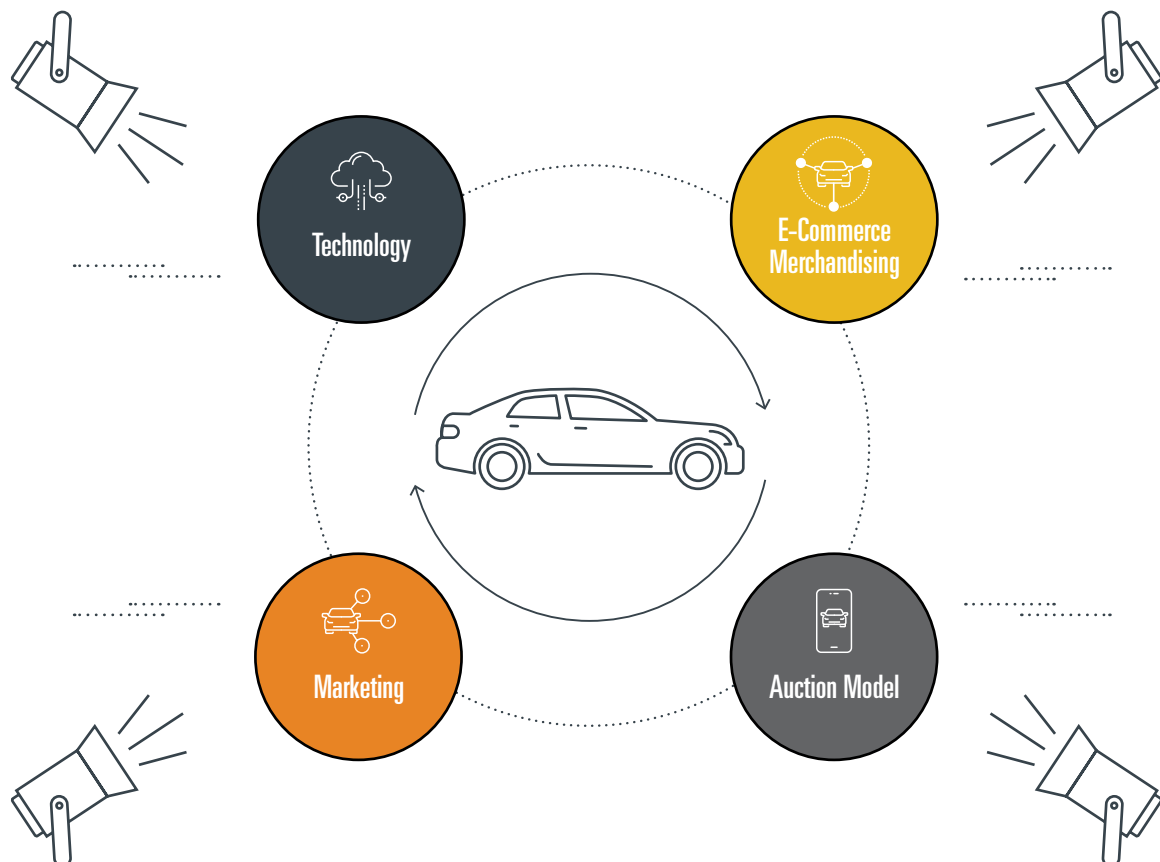 Technology
E-Commerce
Merchandising
Marketing
Auction Model